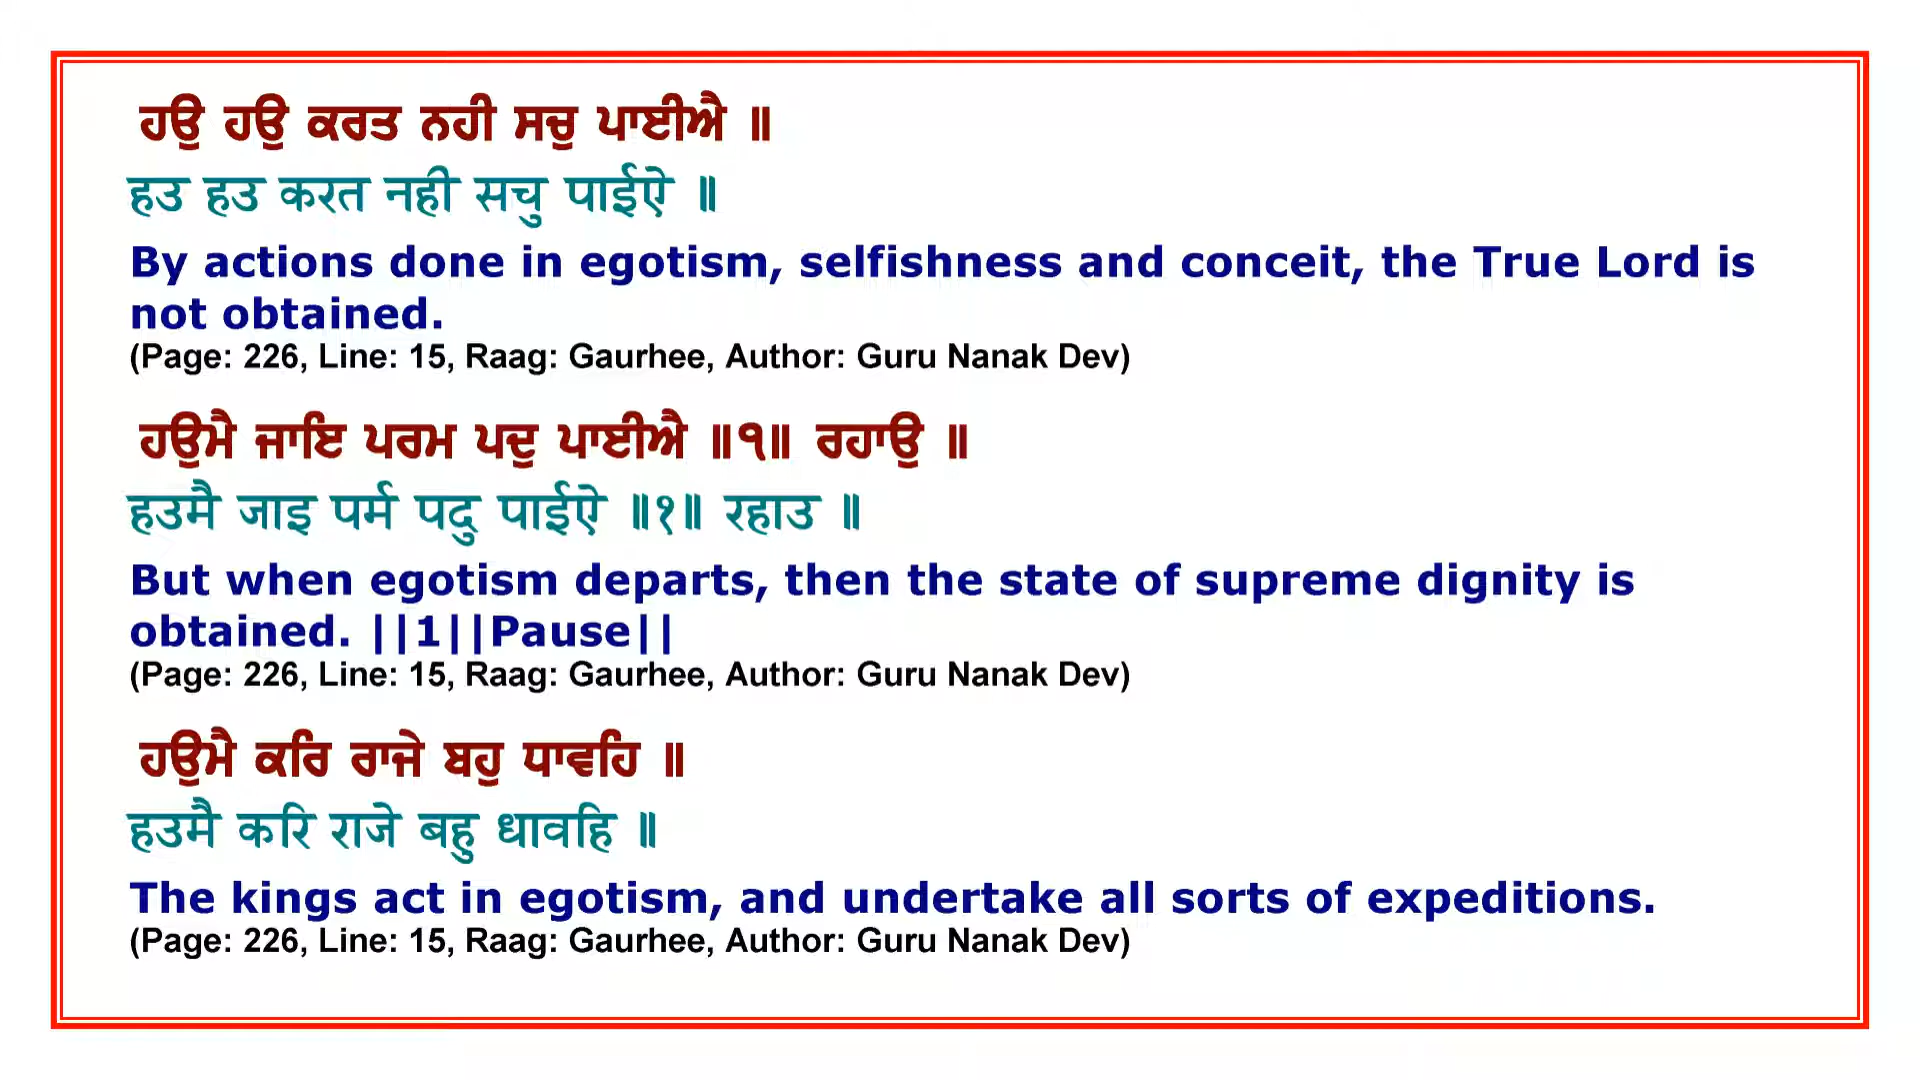 ਹਉ ਹਉ ਕਰਤ ਨਹੀ ਸਚੁ ਪਾਈਐ ॥
हउ हउ करत नही सचु पाईऐ ॥
By actions done in egotism, selfishness and conceit, the True Lord is
not obtained.
(Page: 226, Line: 15, Raag: Gaurhee, Author: Guru Nanak Dev)
ਹਉਮੈ ਜਾਇ ਪਰਮ ਪਦੁ ਪਾਈਐ ॥੧॥ ਰਹਾਉ ॥
हउमै जाइ पर्म पदु पाईऐ ॥१॥ रहाउ ॥
But when egotism departs, then the state of supreme dignity is
obtained. ||1||Pause||
(Page: 226, Line: 15, Raag: Gaurhee, Author: Guru Nanak Dev)
ਹਉਮੈ ਕਰਿ ਰਾਜੇ ਬਹੁ ਧਾਵਹਿ ॥
हउमै करि राजे बहु धावहि ॥
The kings act in egotism, and undertake all sorts of expeditions.
(Page: 226, Line: 15, Raag: Gaurhee, Author: Guru Nanak Dev)